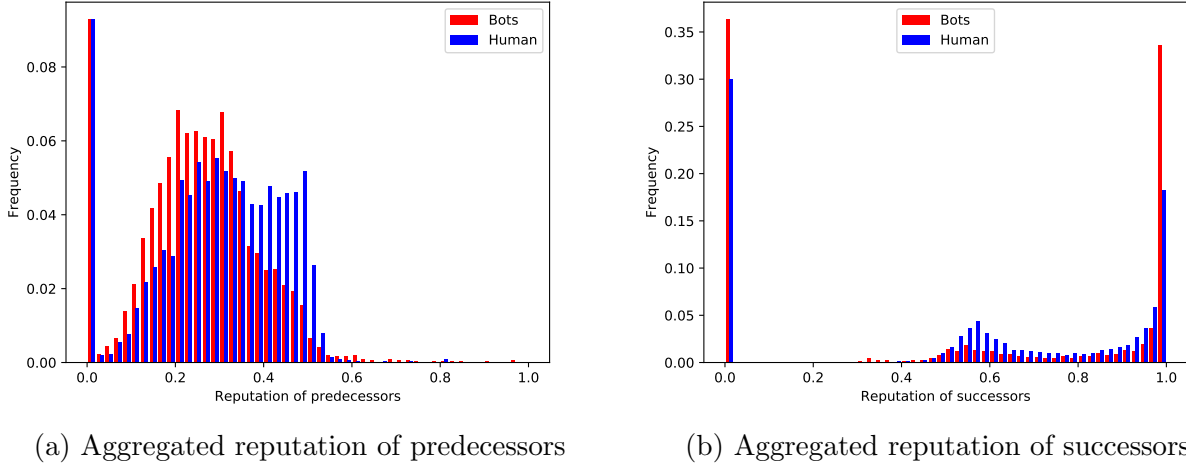 Bots
Human
0.08
0.06
0.04
0.02
0.00
Frequency
0.0 0.2 0.4 0.6 0.8 1.0
Reputation of predecessors
(a) Aggregated reputation of predecessors
Bots
Human
0.35
0.30
0.25
0.20
0.15
0.10
0.05
0.00
Frequency
0.0 0.2 0.4 0.6 0.8 1.0
Reputation of successors
(b) Aggregated reputation of successors